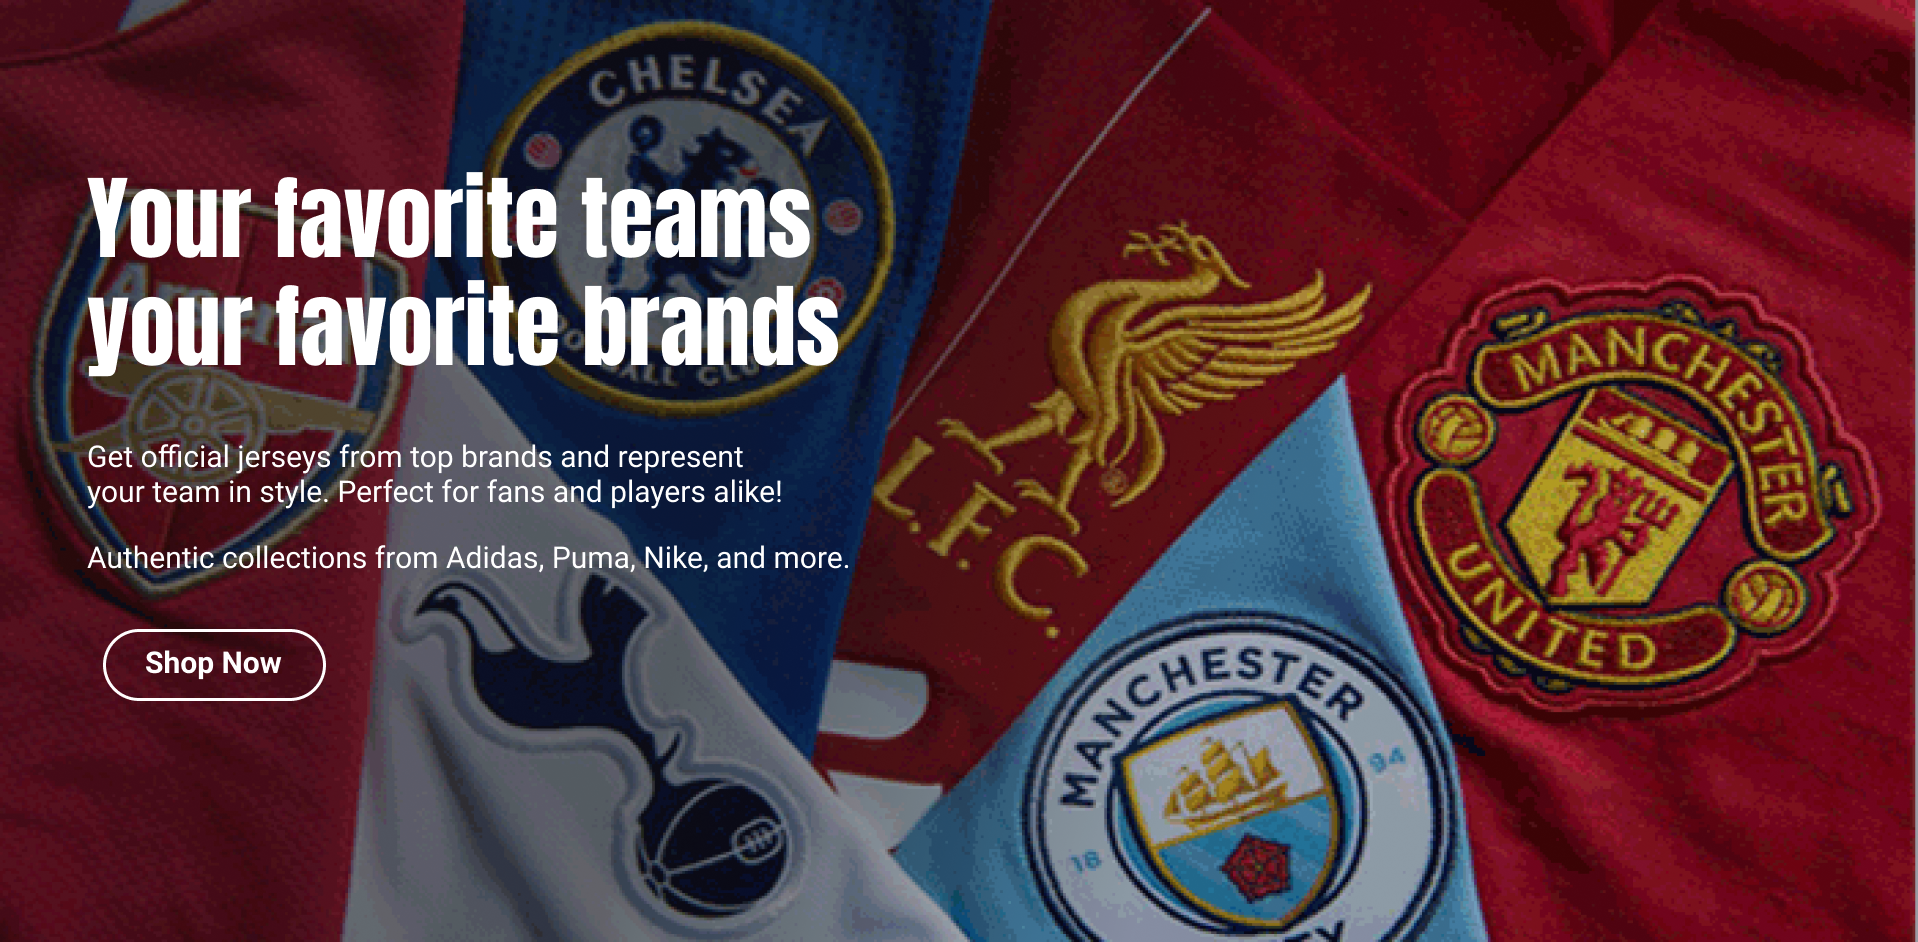 CHELSEA
Your favorite teams
your favorite brands
Get official jerseys from top brands and represent
your team in style. Perfect for fans and players alike!
Authentic collections from Adidas, Puma, Nike, and more.
Shop Now
L.F.C.
MANCHESTER
UNITED
MANCHESTER
18 94